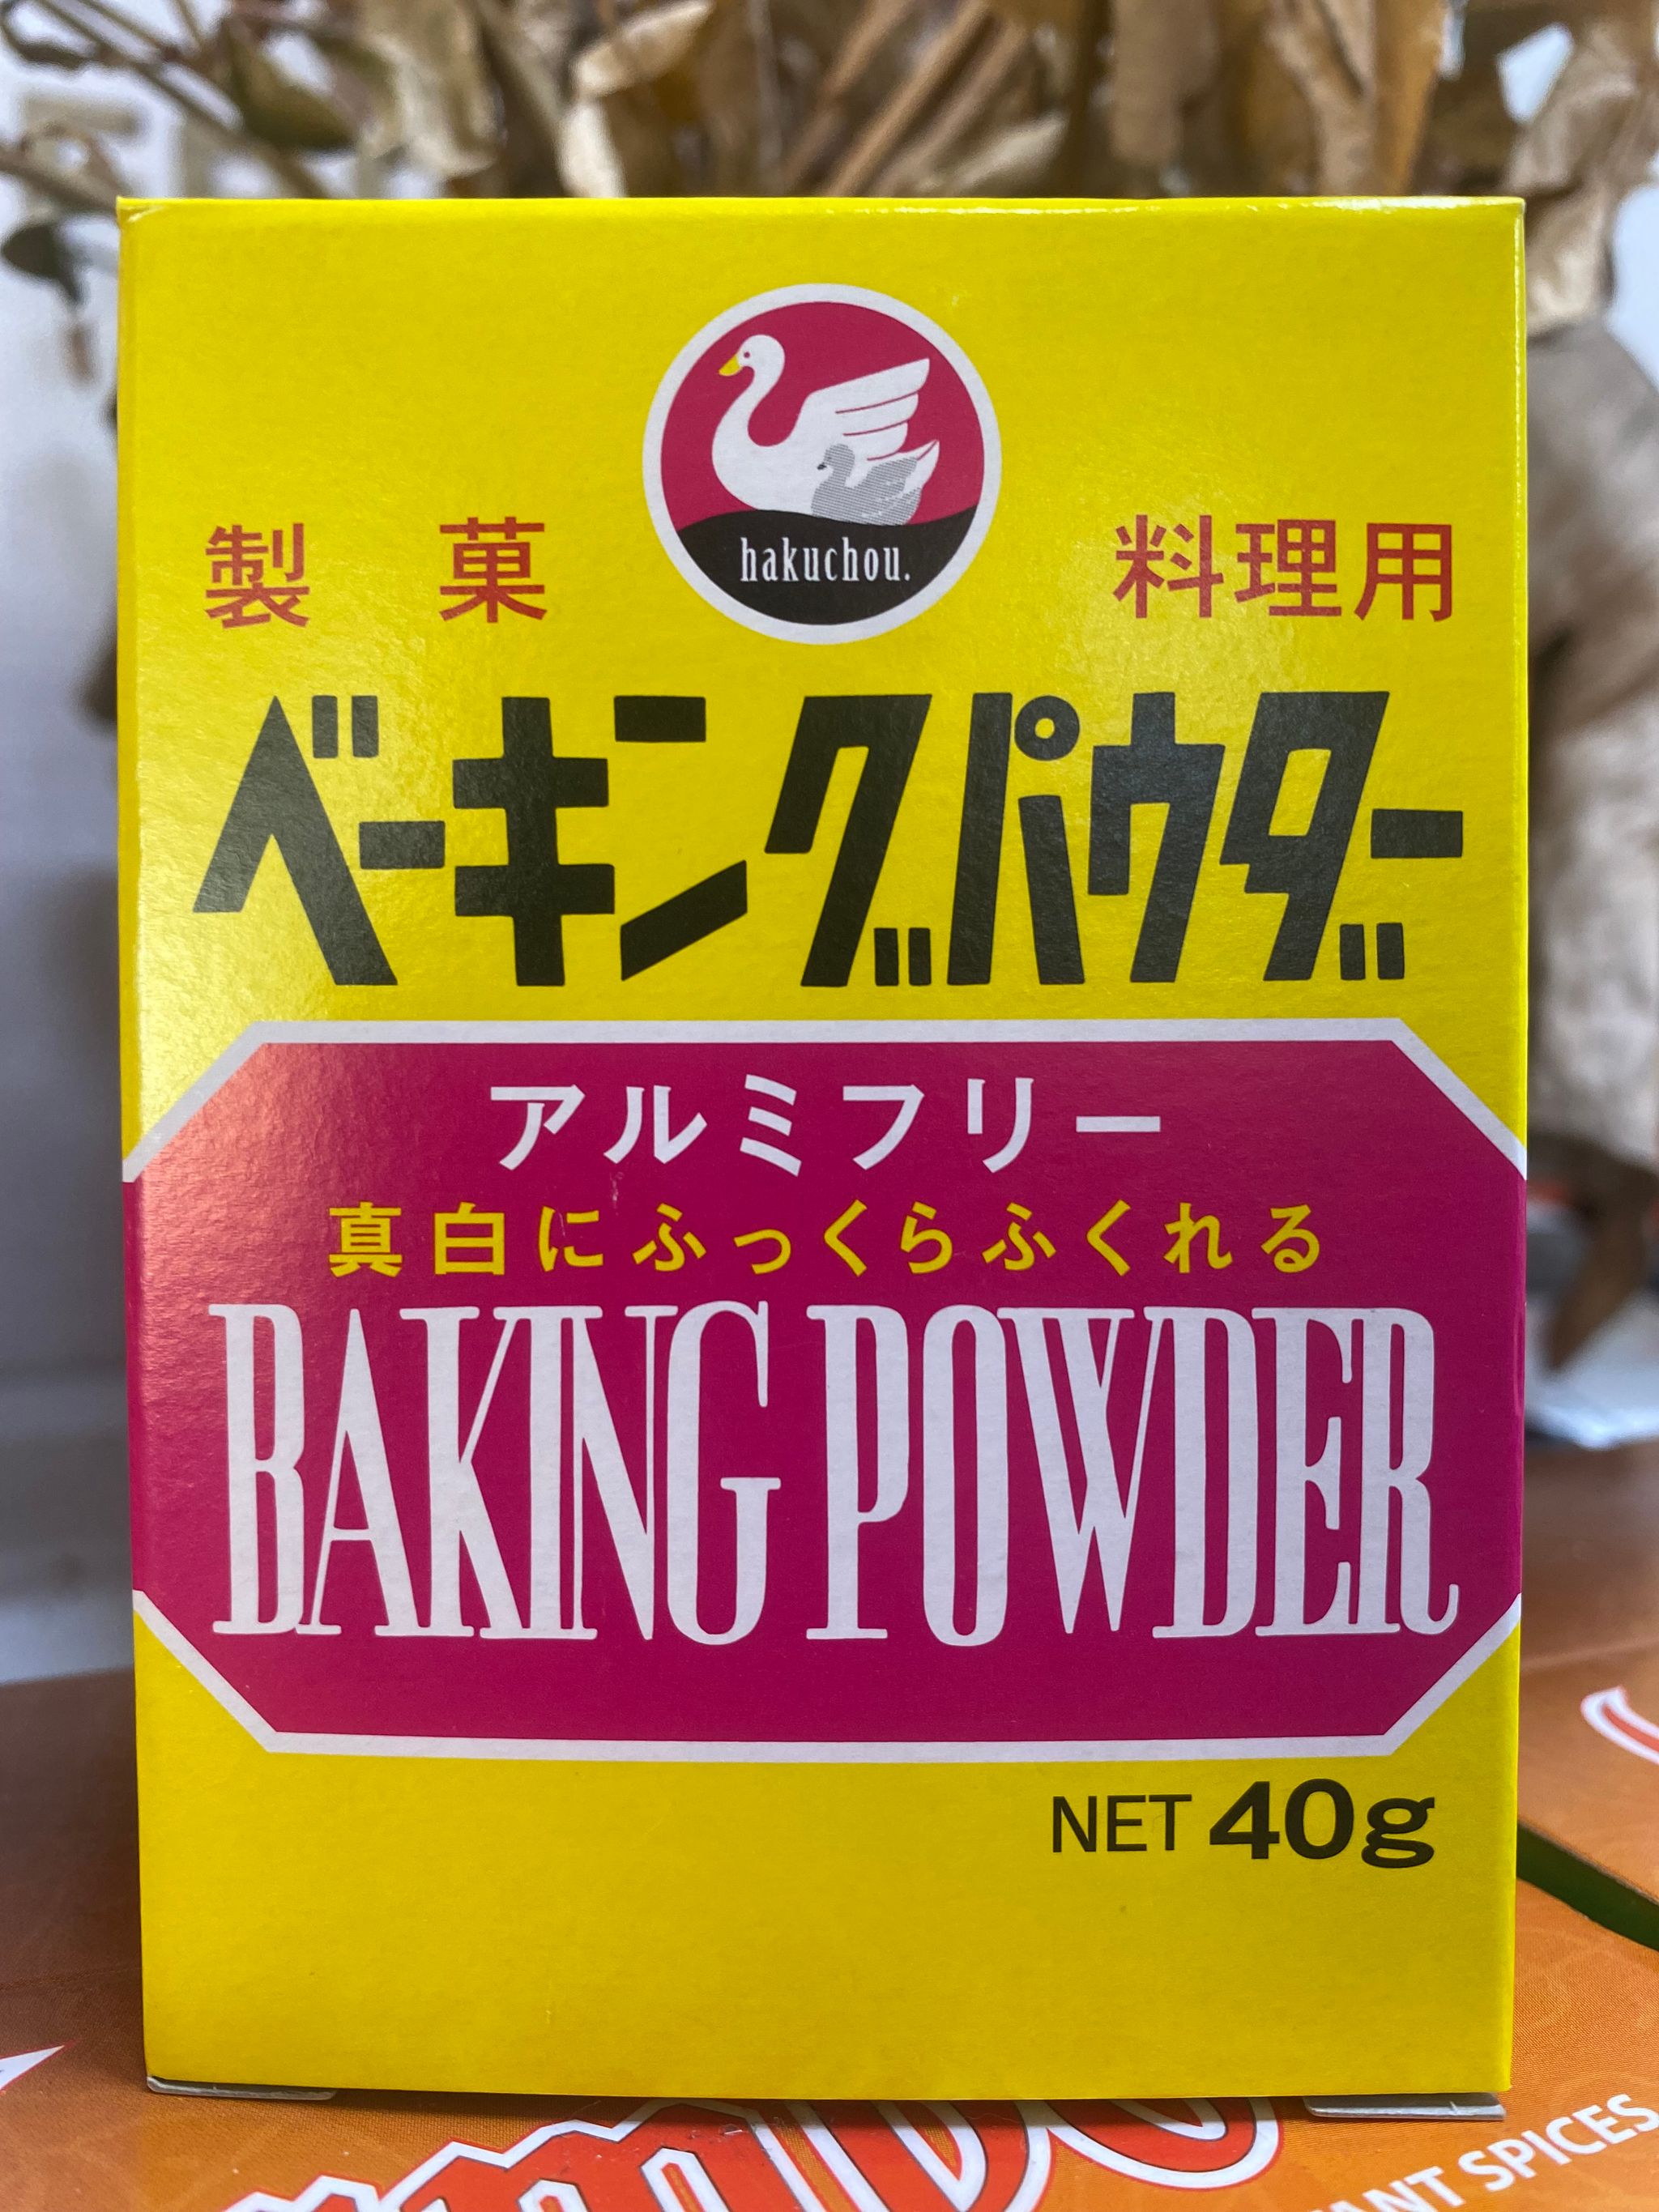 hakuchou.
製菓 料理用
ベーキングパウダー
アルミフリー
真白にふっくらふくれる
BAKING POWDER
NET 40g
SPICES